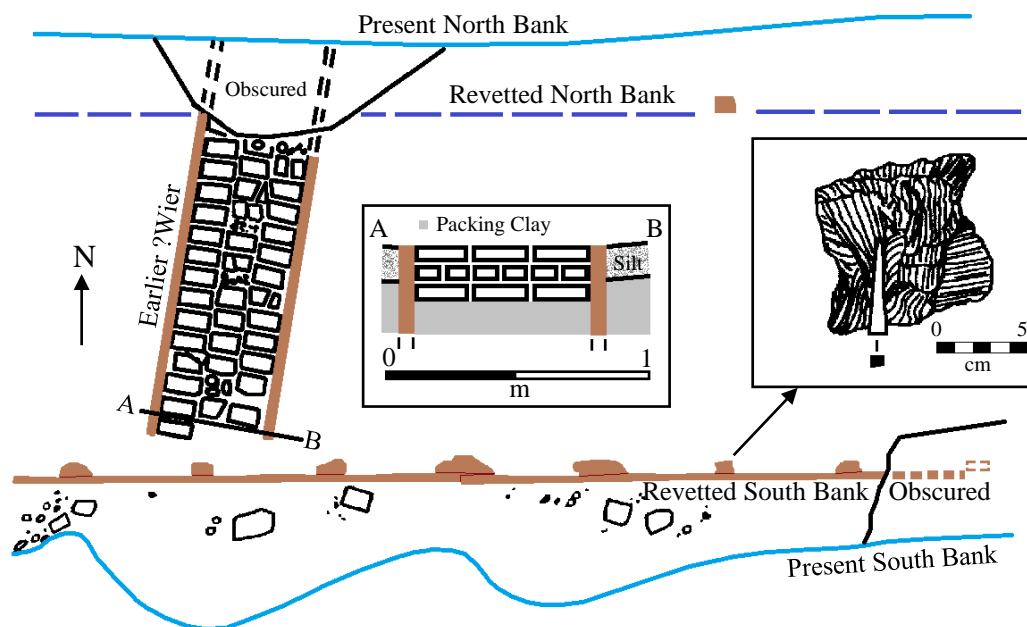 Present North Bank
Obscured
Revetted North Bank
Earlier ?Wier
N
A
B
Packing Clay
A
B
Silt
0
1
m
0
5
cm
Revetted South Bank
Obscured
Present South Bank